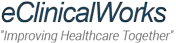 eClinicalWorks
"Improving Healthcare Together"